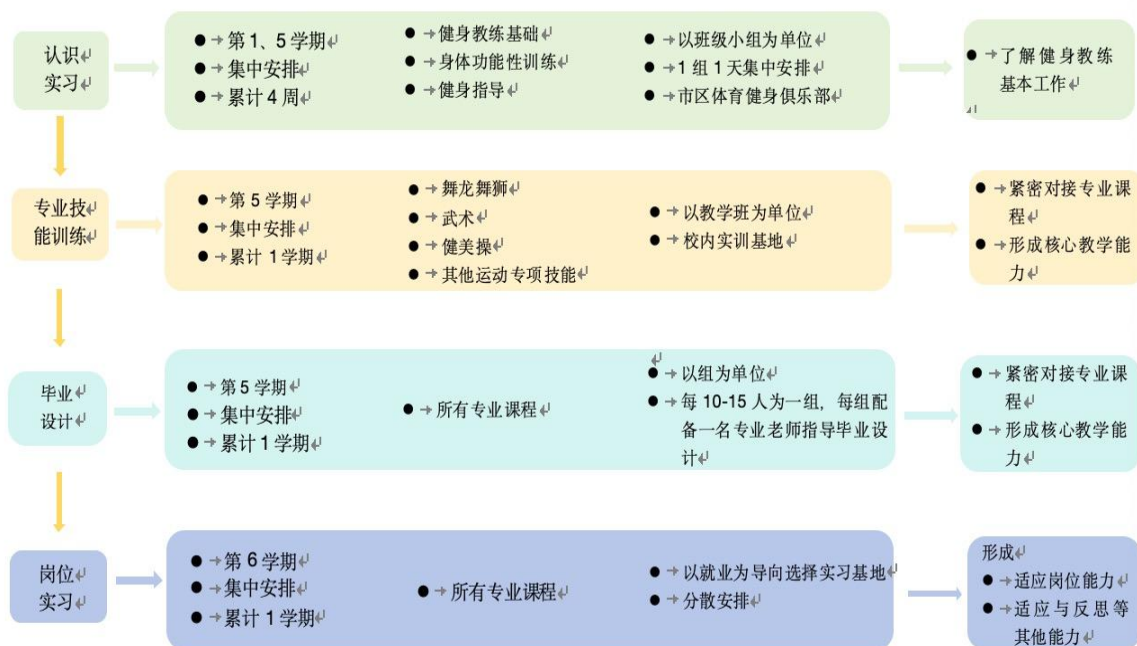 认识
实习
第 1、5 学期
集中安排
累计 4 周
健身教练基础
身体功能性训练
健身指导
以班级小组为单位
1 组 1 天集中安排
市区体育健身俱乐部
了解健身教练
基本工作
专业技
能训练
第 5 学期
集中安排
累计 1 学期
舞龙舞狮
武术
健美操
其他运动专项技能
以教学班为单位
校内实训基地
紧密对接专业课
程
形成核心教学能
力
毕业
设计
第 5 学期
集中安排
累计 1 学期
所有专业课程
以组为单位
每 10-15 人为一组，每组配
备一名专业老师指导毕业设
计
紧密对接专业课
程
形成核心教学能
力
岗位
实习
第 6 学期
集中安排
累计 1 学期
所有专业课程
以就业为导向选择实习基地
分散安排
形成
适应岗位能力
适应与反思等
其他能力